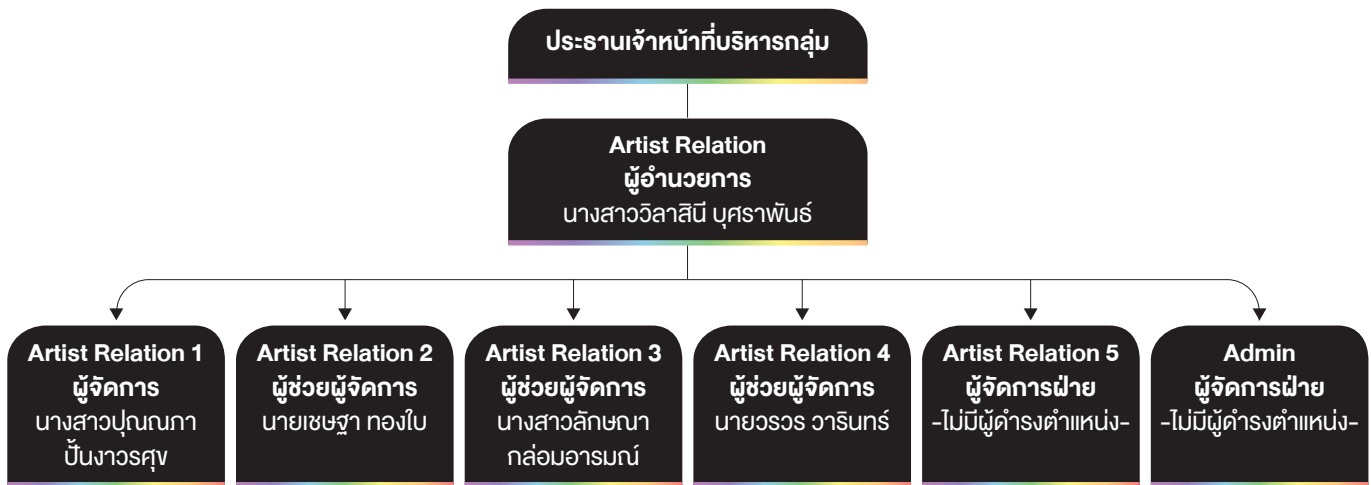 ประธานเจ้าหน้าที่บริหารกลุ่ม
Artist Relation
ผู้อำนวยการ
นางสาววิลาสินี บุศราพันธ์
Artist Relation 1
ผู้จัดการ
นางสาวปุณณภา
ปั้นงาวรศุข
Artist Relation 2
ผู้ช่วยผู้จัดการ
นายเชษฐา ทองใบ
Artist Relation 3
ผู้ช่วยผู้จัดการ
นางสาวลักษณา
กล่อมอารมณ์
Artist Relation 4
ผู้ช่วยผู้จัดการ
นายวรวร วารินทร์
Artist Relation 5
ผู้จัดการฝ่าย
-ไม่มีผู้ดำรงตำแหน่ง-
Admin
ผู้จัดการฝ่าย
-ไม่มีผู้ดำรงตำแหน่ง-